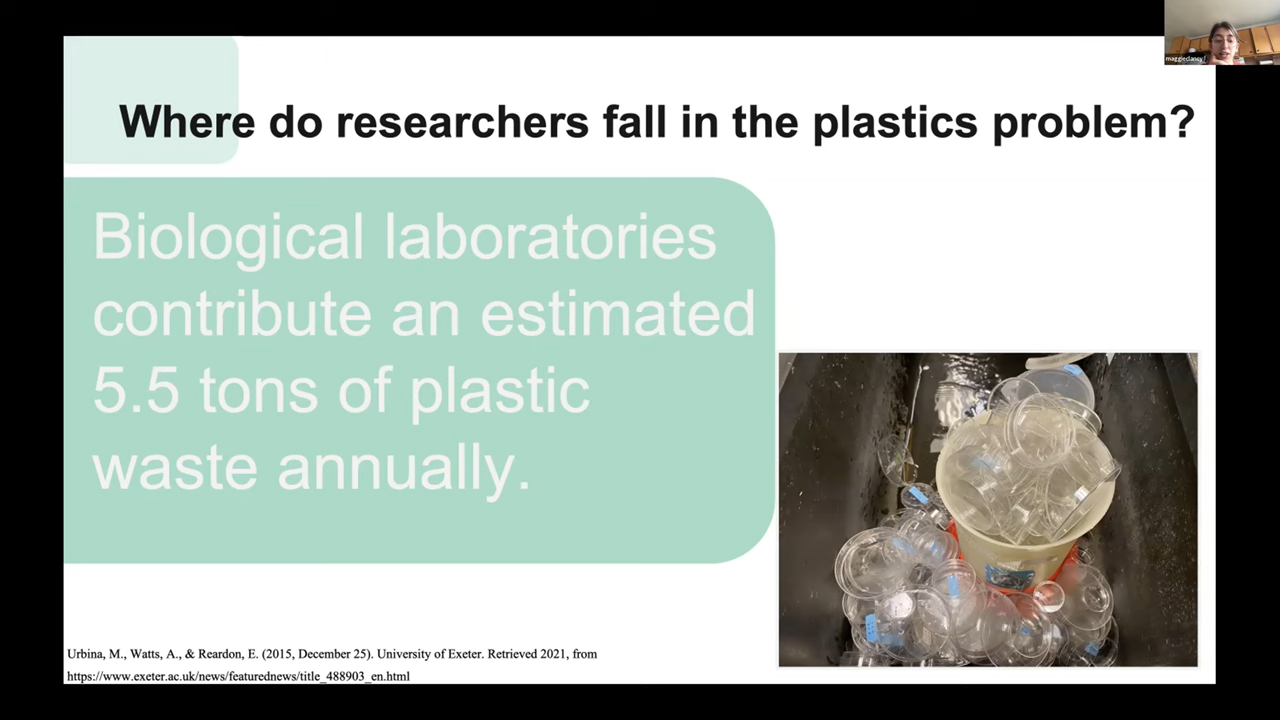 Where do researchers fall in the plastics problem?
Biological laboratories
contribute an estimated
5.5 tons of plastic
waste annually.
Urbina, M., Watts, A., & Reardon, E. (2015, December 25). University of Exeter. Retrieved 2021, from
https://www.exeter.ac.uk/news/featurednews/title_488903_en.html